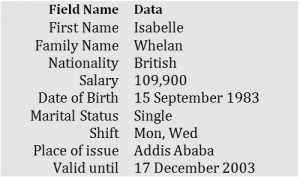 Field Name Data
First Name Isabelle
Family Name Whelan
Nationality British
Salary 109,900
Date of Birth 15 September 1983
Marital Status Single
Shift Mon, Wed
Place of issue Addis Ababa
Valid until 17 December 2003